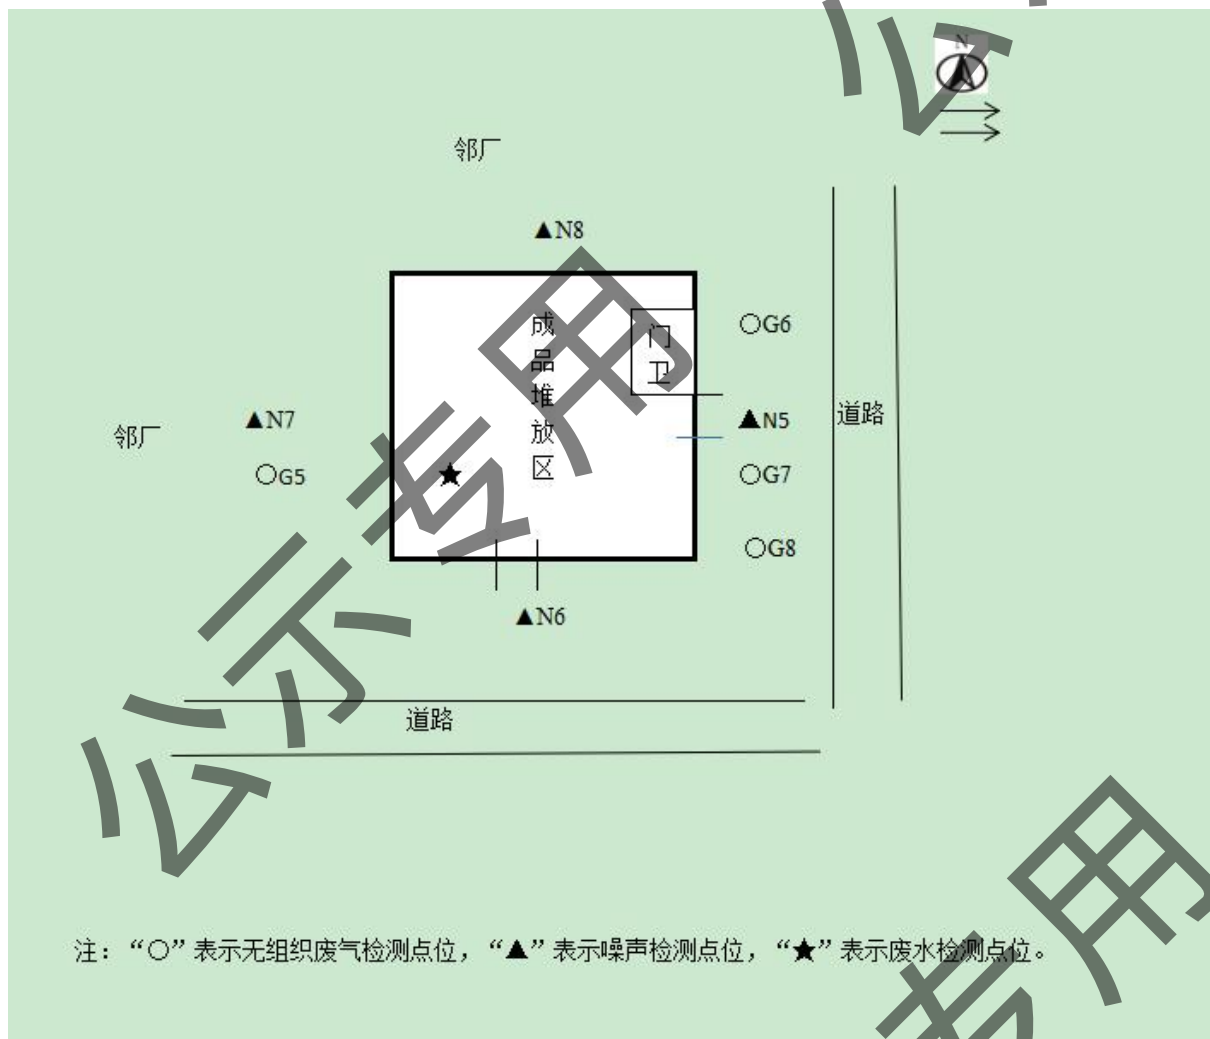 N
邻厂
▲N8
成品堆放区
门卫
○G6
▲N7
▲N5
道路
邻厂
○G5
★
○G7
○G8
▲N6
道路
注：“○”表示无组织废气检测点位，“▲”表示噪声检测点位，“★”表示废水检测点位。
公示专用
公
专用